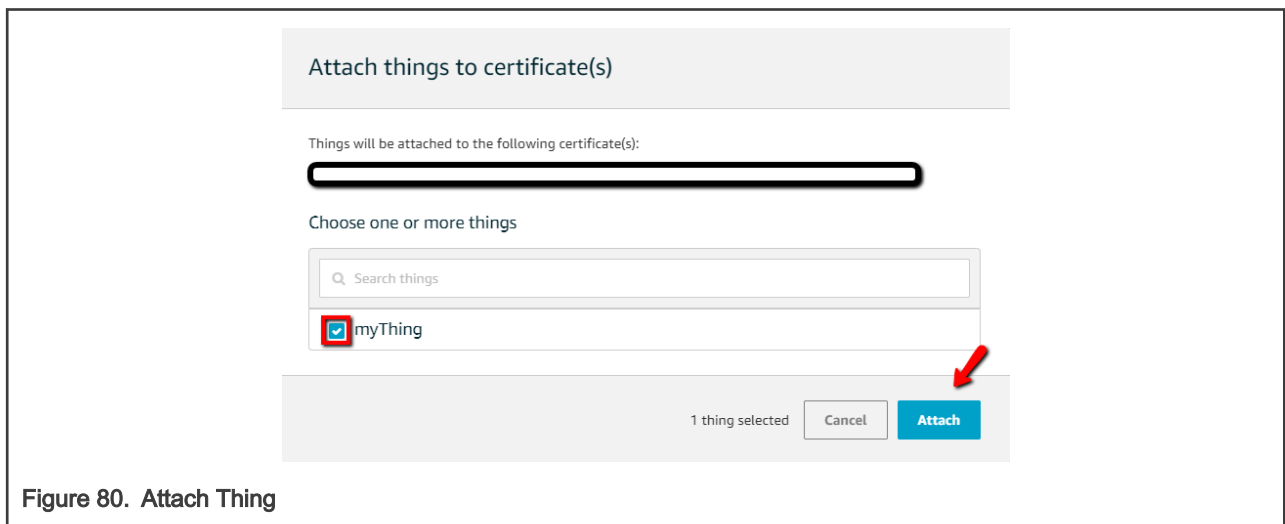 Attach things to certificate(s)
Things will be attached to the following certificate(s):
Choose one or more things
Search things
myThing
1 thing selected Cancel Attach
Figure 80. Attach Thing